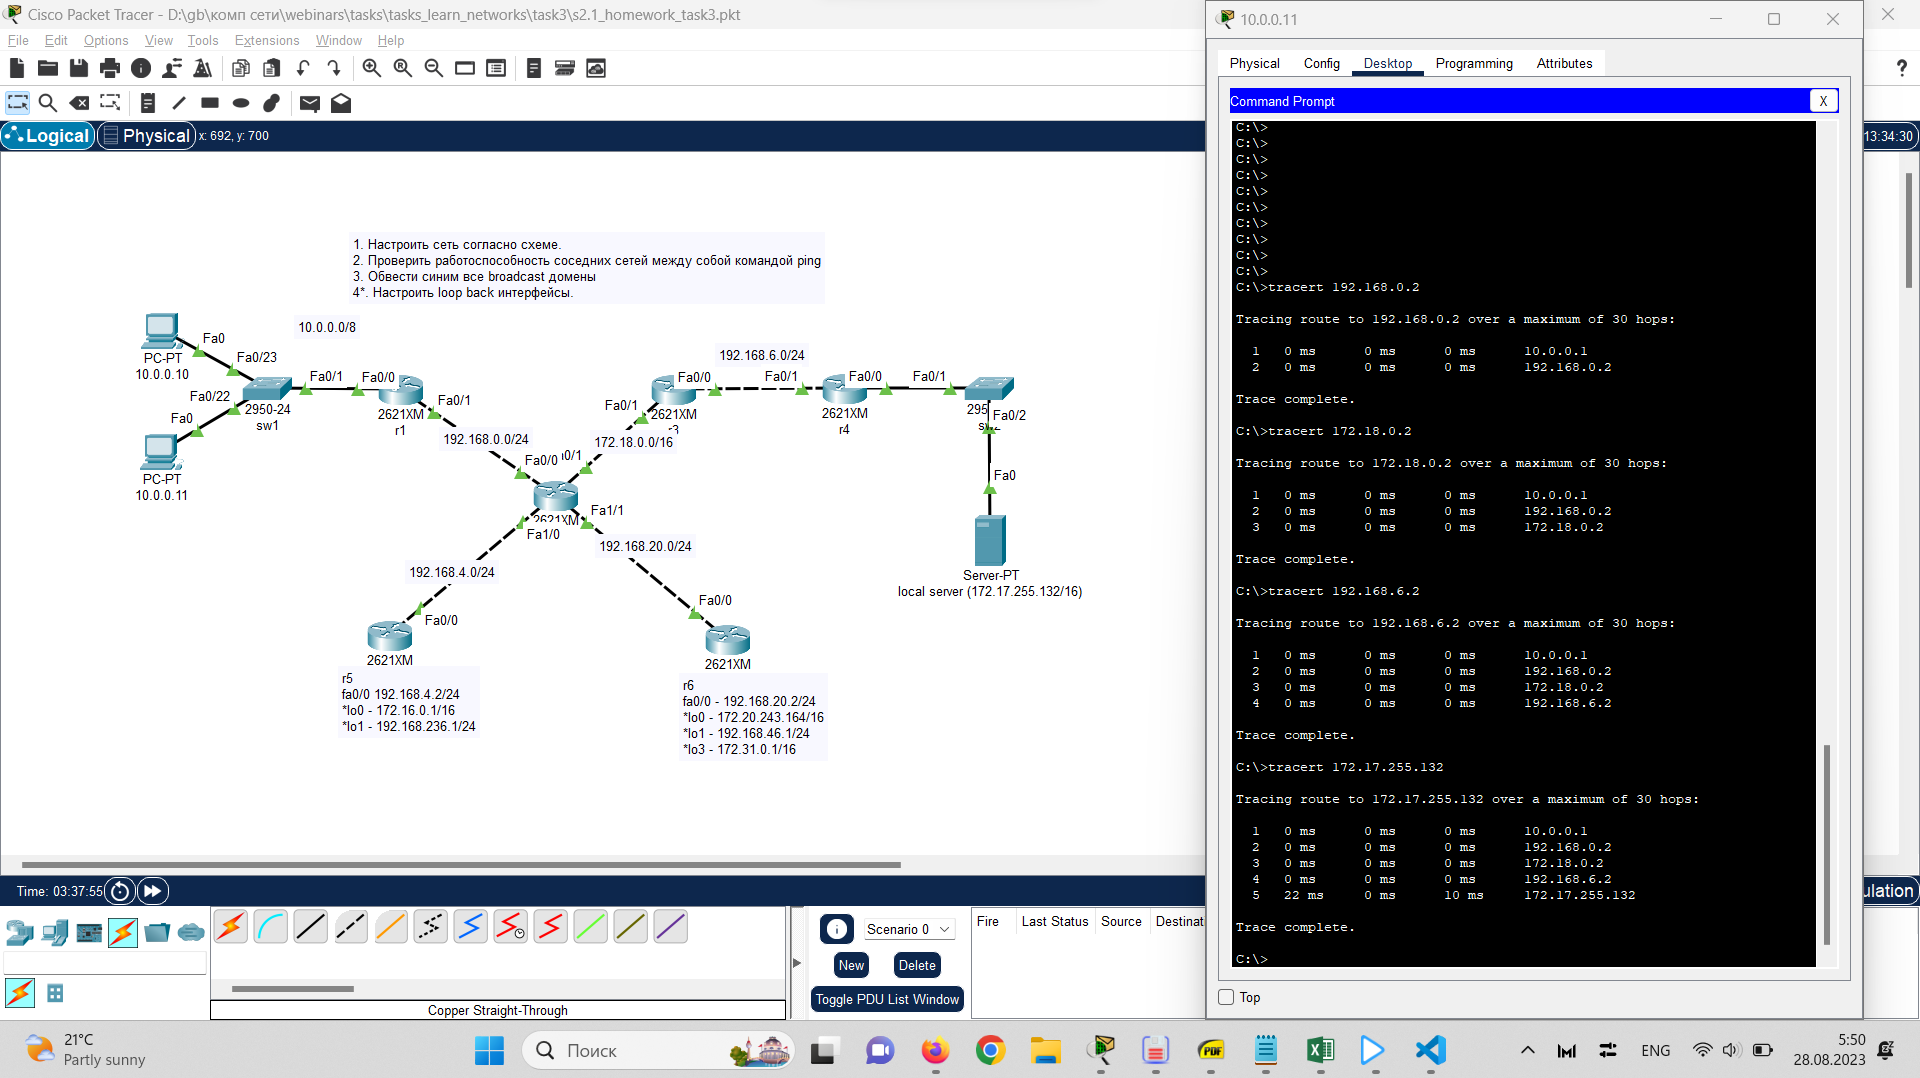 Cisco Packet Tracer - D:\gb\комп сети\webinars\tasks\tasks_learn_networks\task3\s2.1_homework_task3.pkt
File Edit Options View Tools Extensions Window Help
?
Logical
Physical
x: 692, y: 700
13:34:30
1. Настроить сеть согласно схеме.
2. Проверить работоспособность соседних сетей между собой командой ping
3. Обвести синим все broadcast домены
4*. Настроить loop back интерфейсы.
10.0.0.0/8
Fa0
PC-PT
10.0.0.10
Fa0/23
Fa0/1
Fa0/0
Fa0/22
Fa0
2950-24
sw1
2621XM
r1
Fa0/1
PC-PT
10.0.0.11
192.168.0.0/24
192.168.6.0/24
Fa0/0
Fa0/1
Fa0/0
Fa0/1
Fa0/1
2621XM
r3
2621XM
r4
295
Fa0/2
172.18.0.0/16
Fa0/0
0/1
Fa0
2621XM
Fa1/1
Fa1/0
192.168.20.0/24
192.168.4.0/24
Server-PT
local server (172.17.255.132/16)
Fa0/0
Fa0/0
2621XM
2621XM
r5
fa0/0 192.168.4.2/24
*lo0 - 172.16.0.1/16
*lo1 - 192.168.236.1/24
r6
fa0/0 - 192.168.20.2/24
*lo0 - 172.20.243.164/16
*lo1 - 192.168.46.1/24
*lo3 - 172.31.0.1/16
Time: 03:37:55
ulation
Scenario 0
New
Delete
Toggle PDU List Window
Fire Last Status Source Destinati
Copper Straight-Through
10.0.0.11
Physical Config Desktop Programming Attributes
Command Prompt
X
C:\>
C:\>
C:\>
C:\>
C:\>
C:\>
C:\>
C:\>
C:\>
C:\>
C:\>tracert 192.168.0.2
Tracing route to 192.168.0.2 over a maximum of 30 hops:
1 0 ms 0 ms 0 ms 10.0.0.1
2 0 ms 0 ms 0 ms 192.168.0.2
Trace complete.
C:\>tracert 172.18.0.2
Tracing route to 172.18.0.2 over a maximum of 30 hops:
1 0 ms 0 ms 0 ms 10.0.0.1
2 0 ms 0 ms 0 ms 192.168.0.2
3 0 ms 0 ms 0 ms 172.18.0.2
Trace complete.
C:\>tracert 192.168.6.2
Tracing route to 192.168.6.2 over a maximum of 30 hops:
1 0 ms 0 ms 0 ms 10.0.0.1
2 0 ms 0 ms 0 ms 192.168.0.2
3 0 ms 0 ms 0 ms 172.18.0.2
4 0 ms 0 ms 0 ms 192.168.6.2
Trace complete.
C:\>tracert 172.17.255.132
Tracing route to 172.17.255.132 over a maximum of 30 hops:
1 0 ms 0 ms 0 ms 10.0.0.1
2 0 ms 0 ms 0 ms 192.168.0.2
3 0 ms 0 ms 0 ms 172.18.0.2
4 0 ms 0 ms 0 ms 192.168.6.2
5 22 ms 0 ms 10 ms 172.17.255.132
Trace complete.
C:\>
Top
21°C
Partly sunny
Поиск
PDF
ENG
5:50
28.08.2023